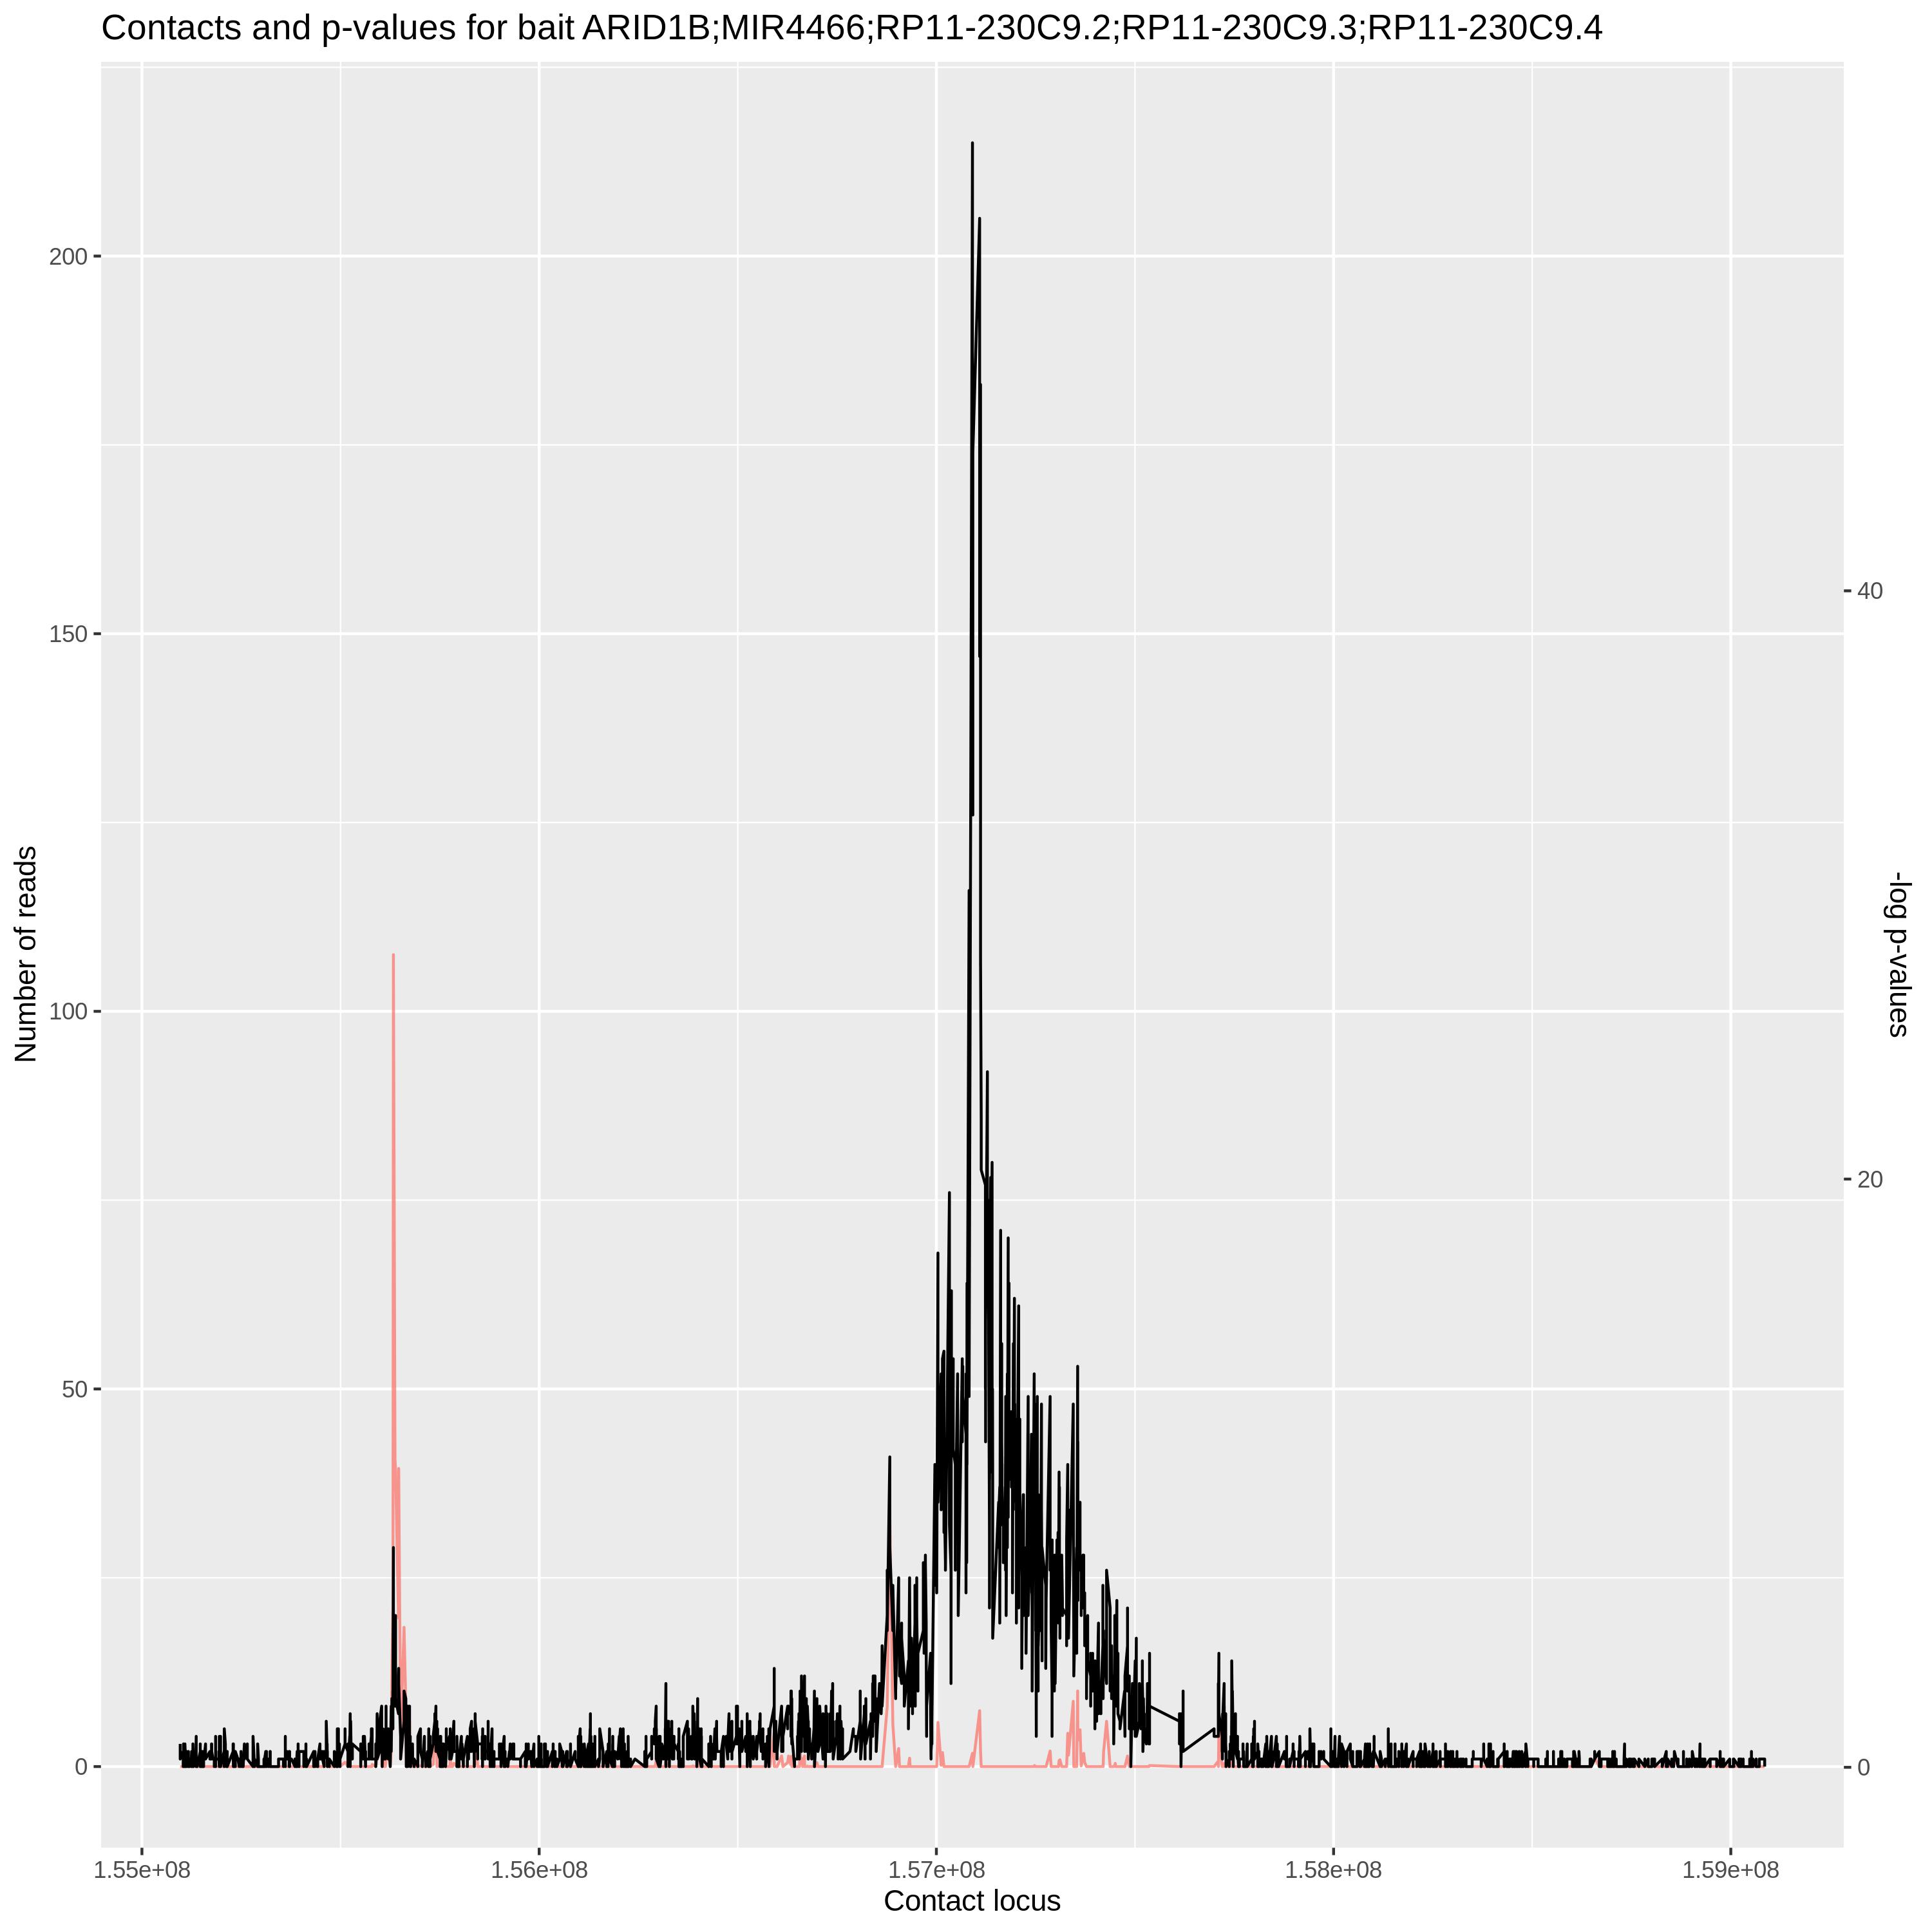 Contacts and p-values for bait ARID1B;MIR4466;RP11-230C9.2;RP11-230C9.3;RP11-230C9.4
200
150
100
50
0
Number of reads
40
20
0
-log p-values
1.55e+08 1.56e+08 1.57e+08 1.58e+08 1.59e+08
Contact locus